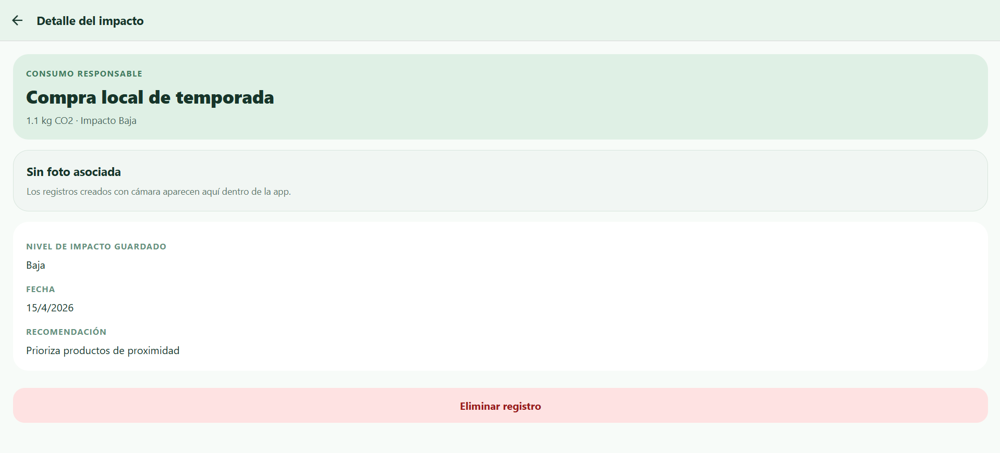 Detalle del impacto
CONSUMO RESPONSABLE
Compra local de temporada
1.1 kg CO2 · Impacto Baja
Sin foto asociada
Los registros creados con cámara aparecen aquí dentro de la app.
NIVEL DE IMPACTO GUARDADO
Baja
FECHA
15/4/2026
RECOMENDACIÓN
Prioriza productos de proximidad
Eliminar registro